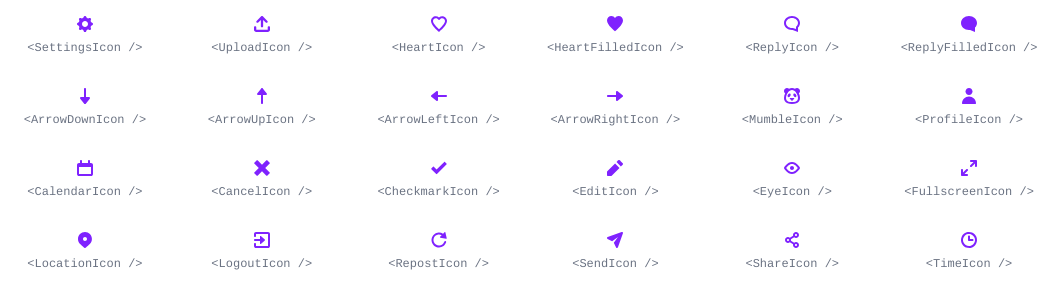 <SettingsIcon />
<UploadIcon />
<HeartIcon />
<HeartFilledIcon />
<ReplyIcon />
<ReplyFilledIcon />
<ArrowDownIcon />
<ArrowUpIcon />
<ArrowLeftIcon />
<ArrowRightIcon />
<MumbleIcon />
<ProfileIcon />
<CalendarIcon />
<CancelIcon />
<CheckmarkIcon />
<EditIcon />
<EyeIcon />
<FullscreenIcon />
<LocationIcon />
<LogoutIcon />
<RepostIcon />
<SendIcon />
<ShareIcon />
<TimeIcon />